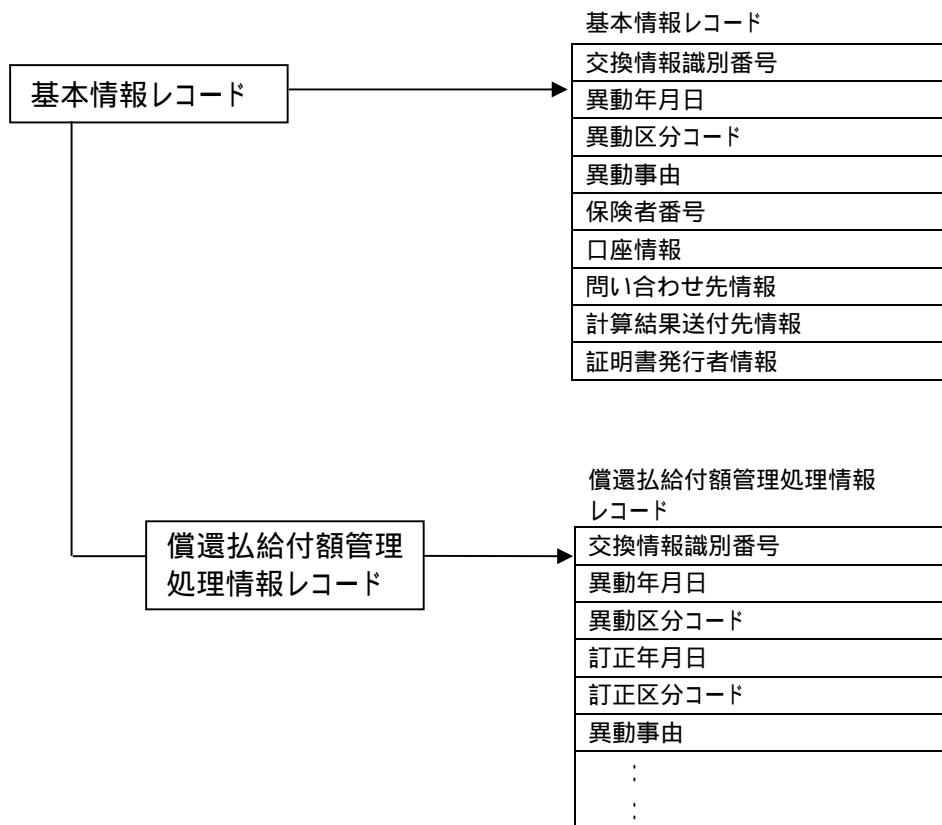 基本情報レコード
基本情報レコード
交換情報識別番号
異動年月日
異動区分コード
異動事由
保険者番号
口座情報
問い合わせ先情報
計算結果送付先情報
証明書発行者情報
償還払給付額管理
処理情報レコード
償還払給付額管理処理情報
レコード
交換情報識別番号
異動年月日
異動区分コード
訂正年月日
訂正区分コード
異動事由
:
: